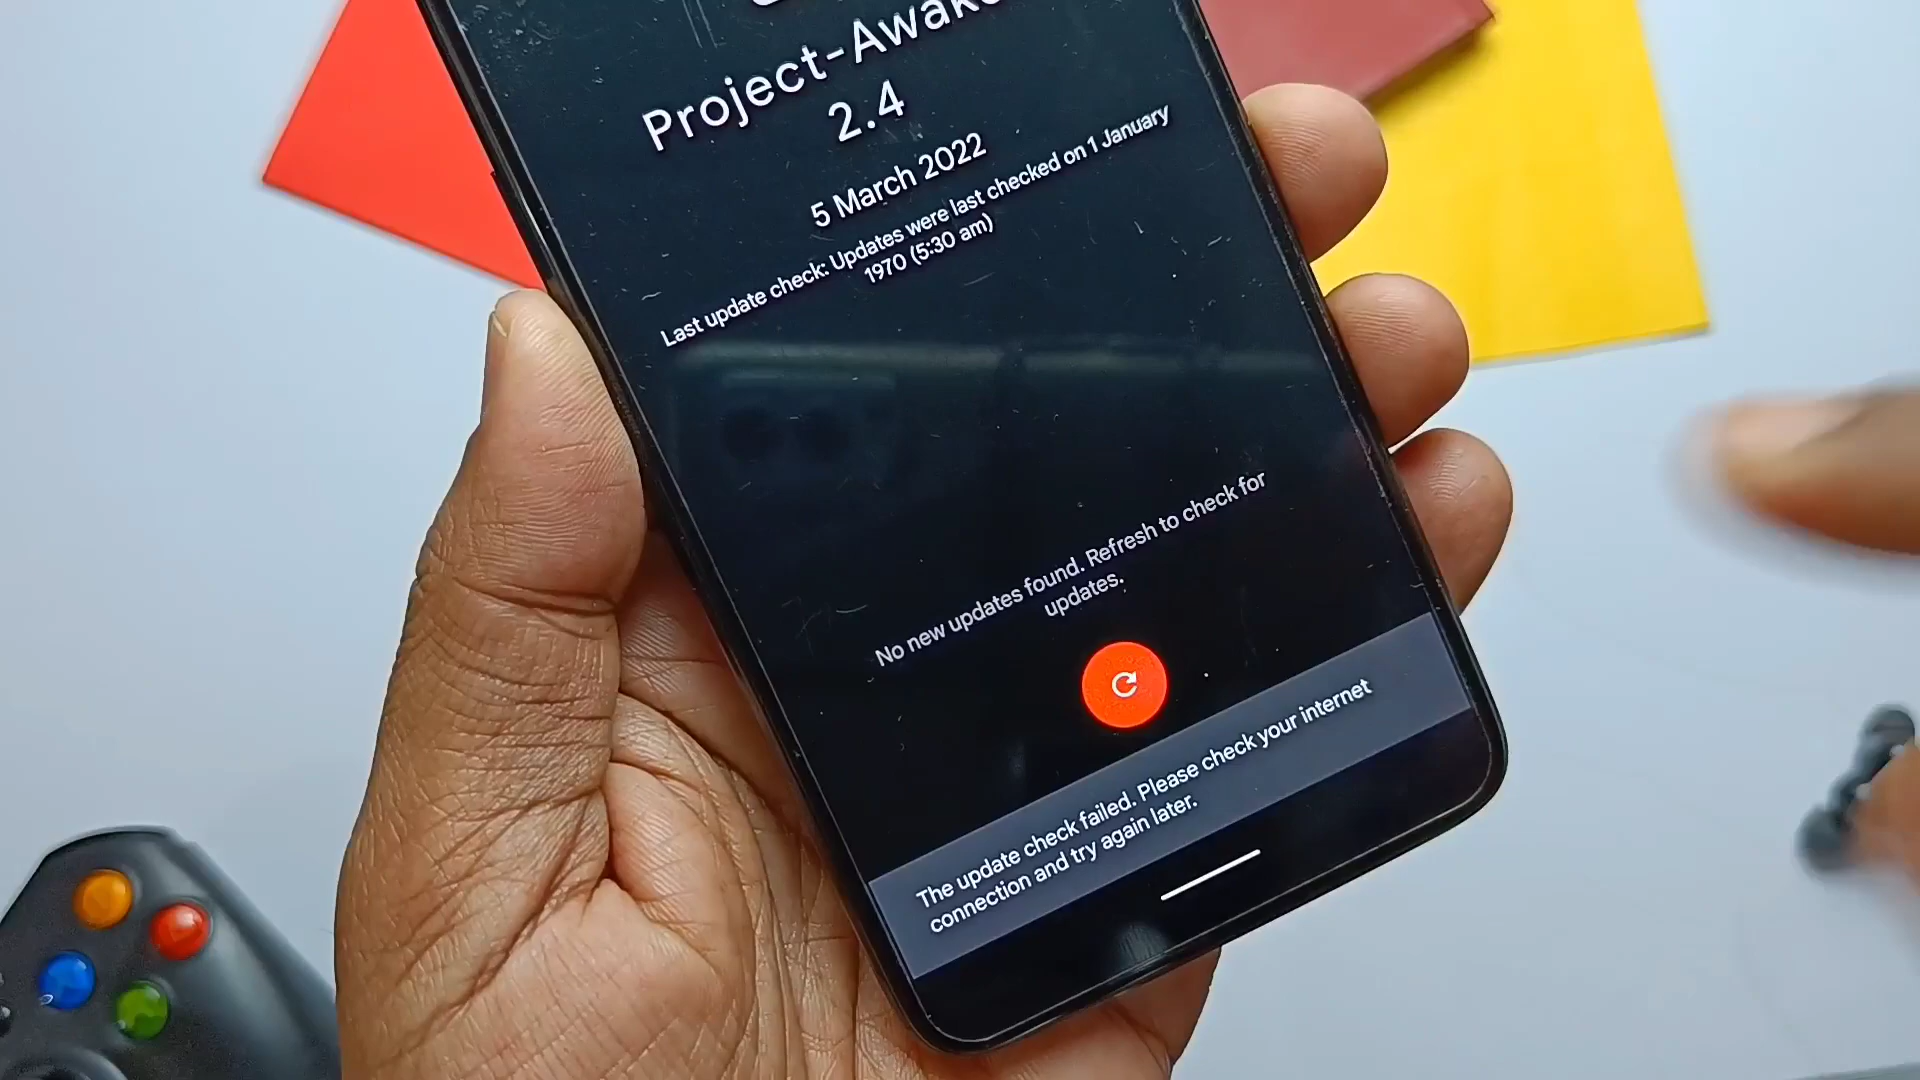 Project-Awake
2.4
5 March 2022
Last update check: Updates were last checked on 1 January
1970 (5:30 am)
No new updates found. Refresh to check for
updates.
The update check failed. Please check your internet
connection and try again later.